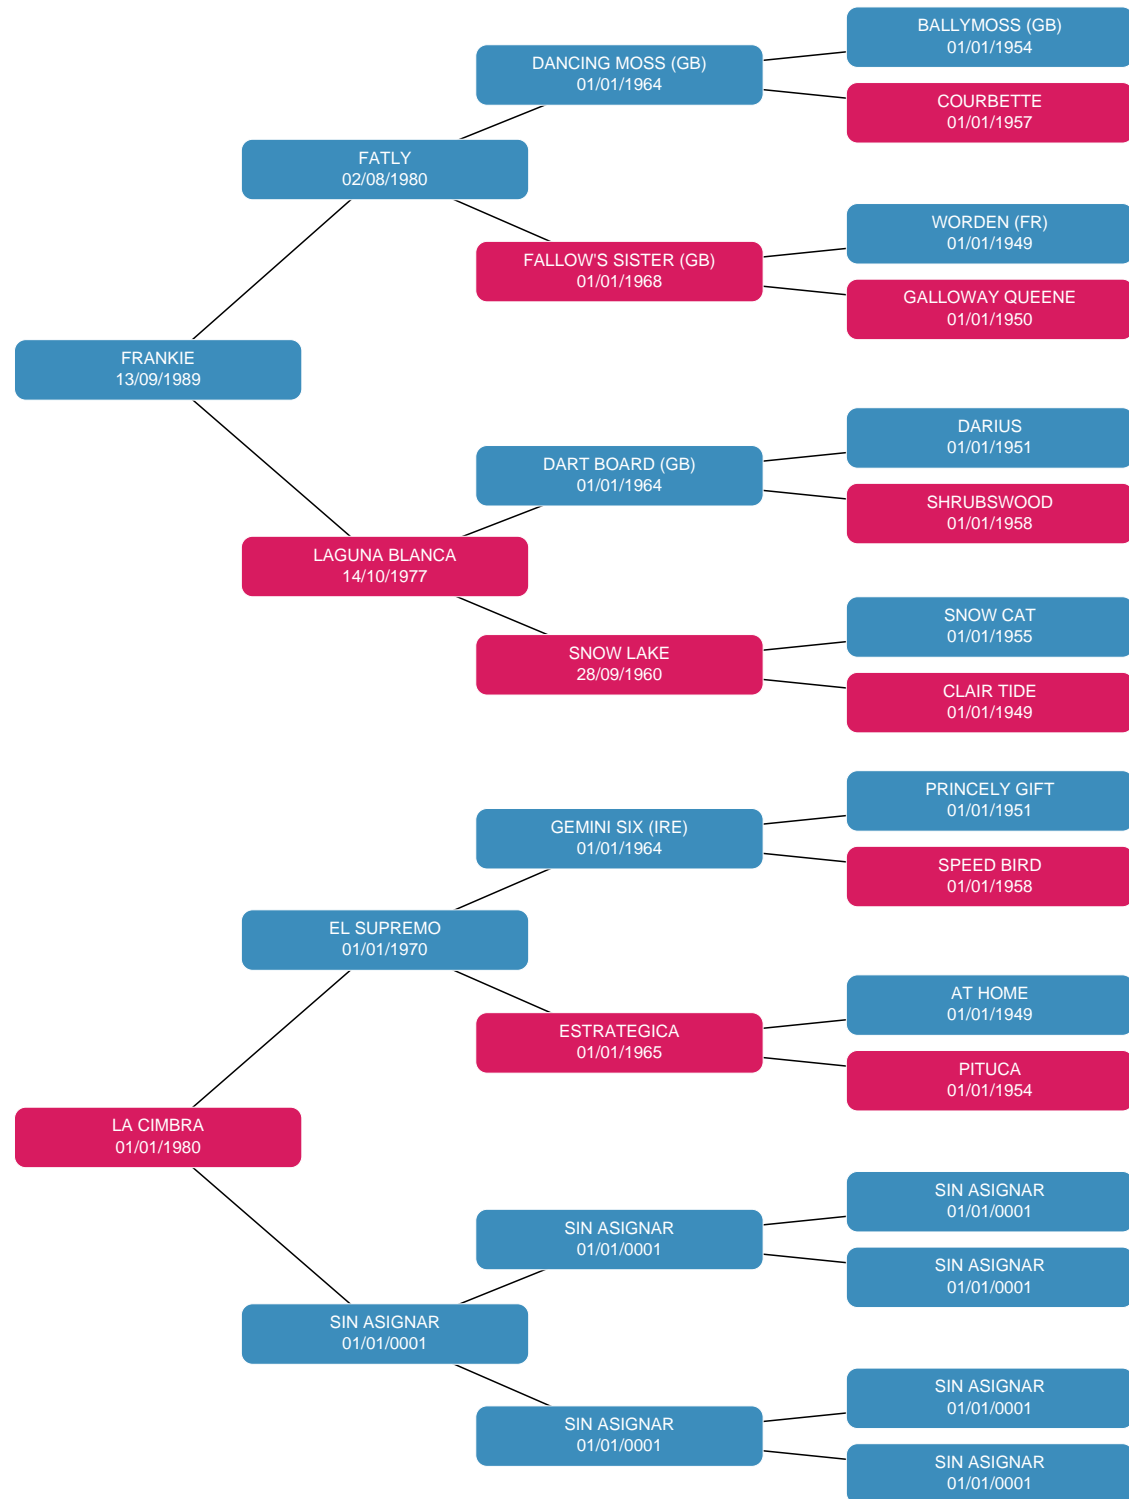 BALLYMOSS (GB)
01/01/1954
DANCING MOSS (GB)
01/01/1964
COURBETTE
01/01/1957
FATLY
02/08/1980
WORDEN (FR)
01/01/1949
FALLOW'S SISTER (GB)
01/01/1968
GALLOWAY QUEENE
01/01/1950
FRANKIE
13/09/1989
DARIUS
01/01/1951
DART BOARD (GB)
01/01/1964
SHRUBSWOOD
01/01/1958
LAGUNA BLANCA
14/10/1977
SNOW CAT
01/01/1955
SNOW LAKE
28/09/1960
CLAIR TIDE
01/01/1949
PRINCELY GIFT
01/01/1951
GEMINI SIX (IRE)
01/01/1964
SPEED BIRD
01/01/1958
EL SUPREMO
01/01/1970
AT HOME
01/01/1949
ESTRATEGICA
01/01/1965
PITUCA
01/01/1954
LA CIMBRA
01/01/1980
SIN ASIGNAR
01/01/0001
SIN ASIGNAR
01/01/0001
SIN ASIGNAR
01/01/0001
SIN ASIGNAR
01/01/0001
SIN ASIGNAR
01/01/0001
SIN ASIGNAR
01/01/0001
SIN ASIGNAR
01/01/0001